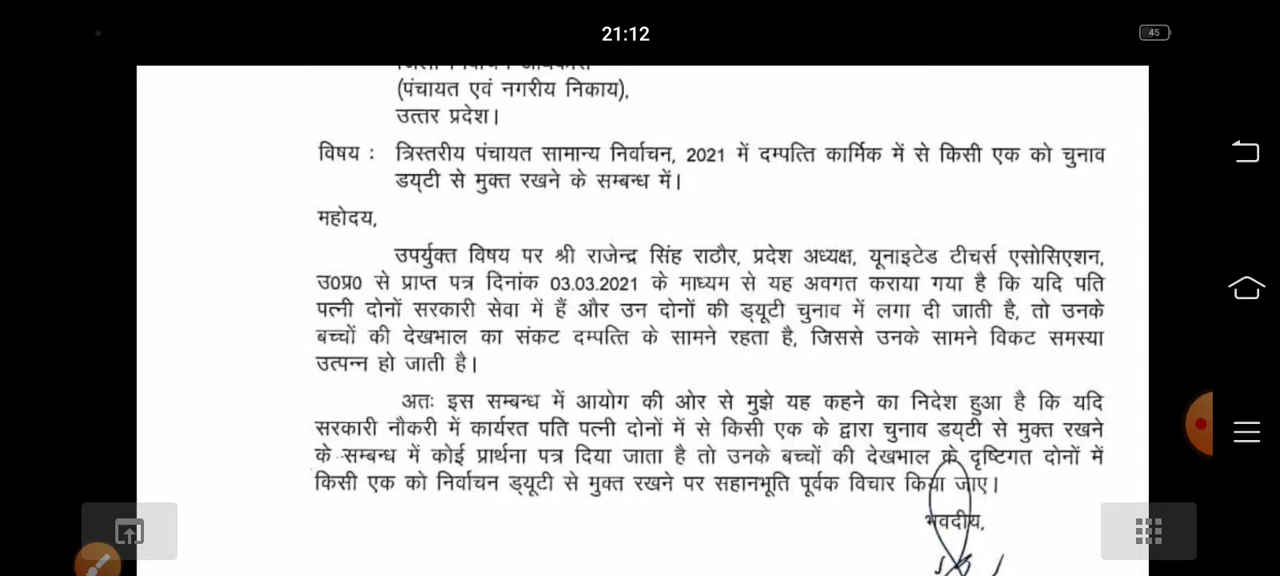 21:12
45
(पंचायत एवं नगरीय निकाय),
उत्तर प्रदेश।
विषय : त्रिस्तरीय पंचायत सामान्य निर्वाचन, 2021 में दम्पत्ति कार्मिक में से किसी एक को चुनाव
डय्टी से मुक्त रखने के सम्बन्ध में।
महोदय,
उपर्युक्त विषय पर श्री राजेन्द्र सिंह राठौर, प्रदेश अध्यक्ष, यूनाइटेड टीचर्स एसोसिएशन,
उ0प्र0 से प्राप्त पत्र दिनांक 03.03.2021 के माध्यम से यह अवगत कराया गया है कि यदि पति
पत्नी दोनों सरकारी सेवा में हैं और उन दोनों की ड्यूटी चुनाव में लगा दी जाती है, तो उनके
बच्चों की देखभाल का संकट दम्पत्ति के सामने रहता है, जिससे उनके सामने विकट समस्या
उत्पन्न हो जाती है।
अतः इस सम्बन्ध में आयोग की ओर से मुझे यह कहने का निदेश हुआ है कि यदि
सरकारी नौकरी में कार्यरत पति पत्नी दोनों में से किसी एक के द्वारा चुनाव डय्टी से मुक्त रखने
के सम्बन्ध में कोई प्रार्थना पत्र दिया जाता है तो उनके बच्चों की देखभाल के दृष्टिगत दोनों में
किसी एक को निर्वाचन ड्यूटी से मुक्त रखने पर सहानभूति पूर्वक विचार किया जाए।
भवदीय,